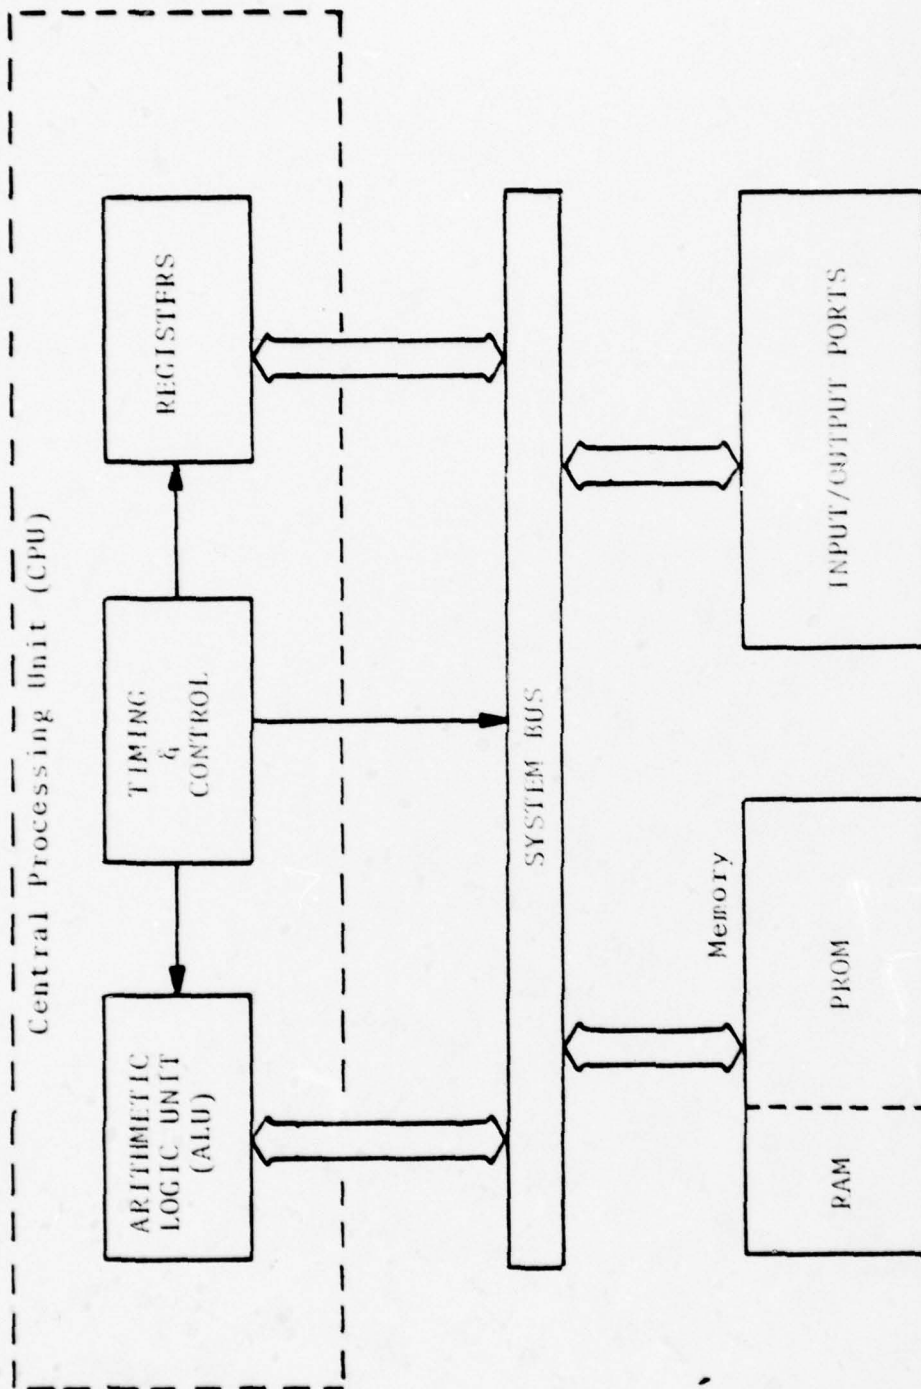 Central Processing Unit (CPU)
ARITHMETIC
LOGIC UNIT
(ALU)
TIMING
&
CONTROL
REGISTERS
SYSTEM BUS
Memory
RAM
PROM
INPUT/OUTPUT PORTS